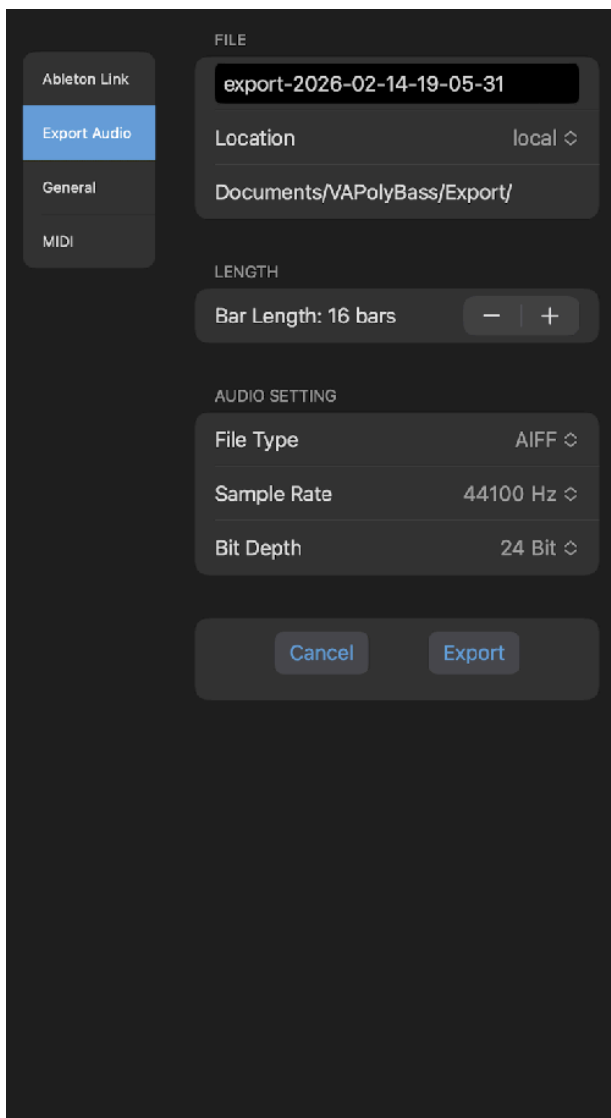 Ableton Link
Export Audio
General
MIDI
FILE
export-2026-02-14-19-05-31
Location local
Documents/VAPolyBass/Export/
LENGTH
Bar Length: 16 bars − +
AUDIO SETTING
File Type AIFF
Sample Rate 44100 Hz
Bit Depth 24 Bit
Cancel Export